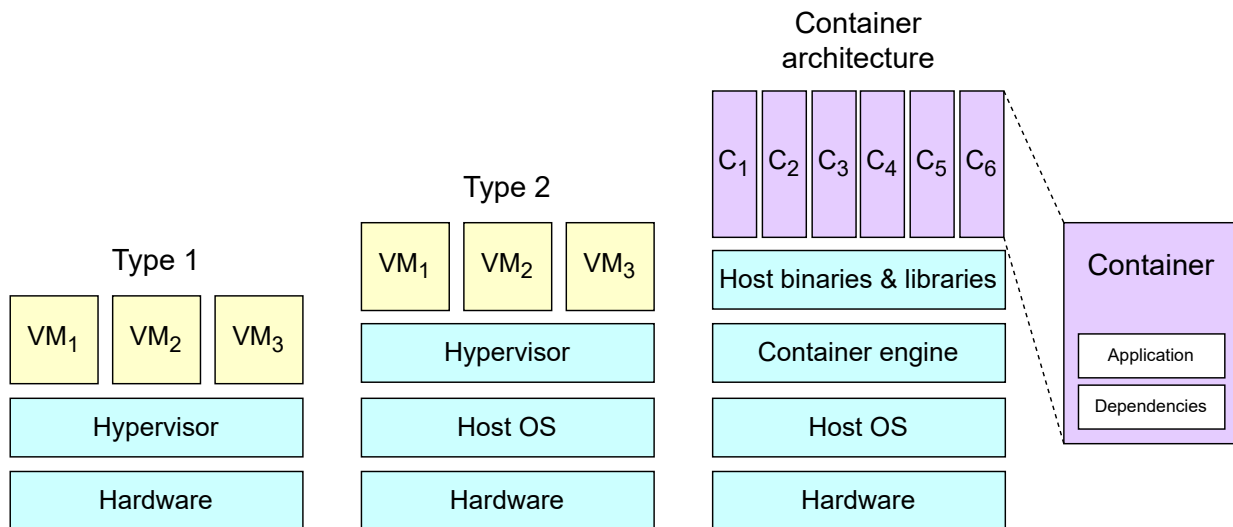 Type 1
VM₁ VM₂ VM₃
Hypervisor
Hardware
Type 2
VM₁ VM₂ VM₃
Hypervisor
Host OS
Hardware
Container
architecture
C₁ C₂ C₃ C₄ C₅ C₆
Host binaries & libraries
Container engine
Host OS
Hardware
Container
Application
Dependencies